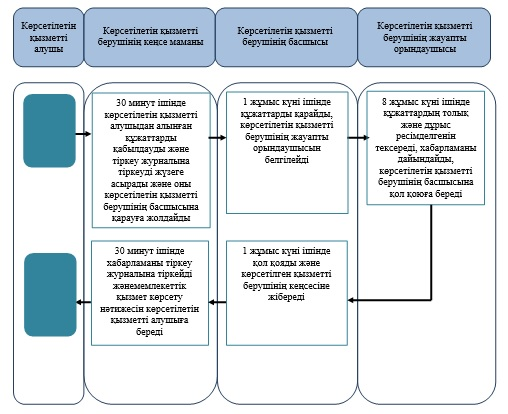 Көрсетілетін
қызметті
алушы
Көрсетілетін қызметті
берушінің кеңсе маманы
Көрсетілетін қызметті
берушінің басшысы
Көрсетілетін қызметті
берушінің жауапты
орындаушысы
30 минут ішінде
көрсетілетін қызметті
алушыдан алынған
құжаттарды
қабылдауды және
тіркеу журналына
тіркеуді жүзеге
асырады және оны
көрсетілетін қызметті
берушінің басшысына
қарауға жолдайды
1 жұмыс күні ішінде
құжаттарды қарайды,
көрсетілетін қызметті
берушінің жауапты
орындаушысын
белгілейді
8 жұмыс күні ішінде
құжаттардың толық
және дұрыс
ресімделгенін
тексереді, хабарламаны
дайындайды,
көрсетілетін қызметті
берушінің басшысына
қол қоюға береді
30 минут ішінде
хабарламаны тіркеу
журналына тіркейді
жәнемемлекеттік
қызмет көрсету
нәтижесін көрсетілетін
қызметті алушыға
береді
1 жұмыс күні ішінде
қол қояды және
көрсетілген қызметті
берушінің кеңсесіне
жібереді